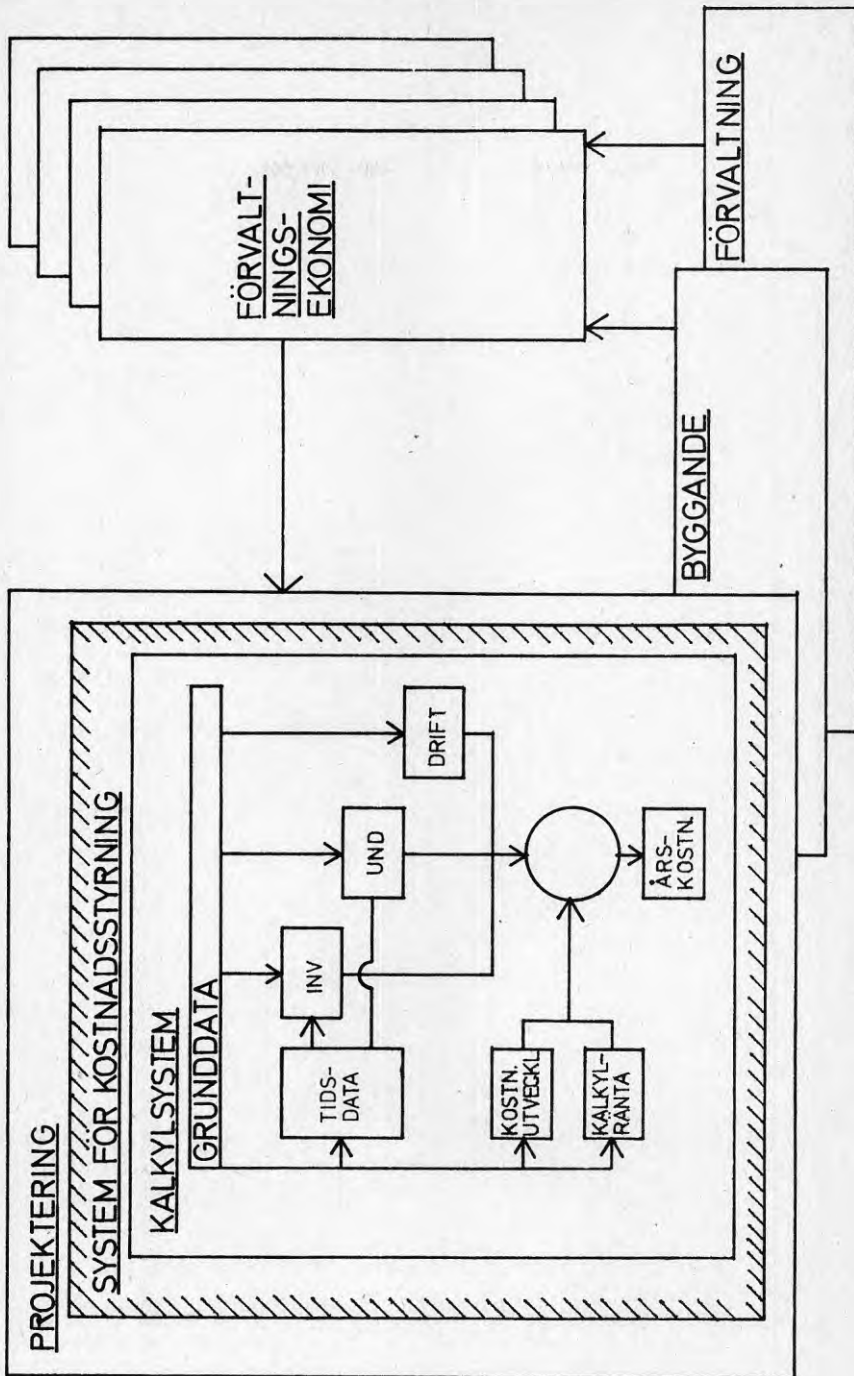 PROJEKTERING
SYSTEM FÖR KOSTNADSSTYRNING
KALKYLSYSTEM
GRUNDDATA
TIDS-
DATA
INV
UND
DRIFT
KOSTN.
UTVECKL
KALKYL-
RÄNTA
ÅRS-
KOSTN.
FÖRVALT-
NINGS-
EKONOMI
BYGGANDE
FÖRVALTNING